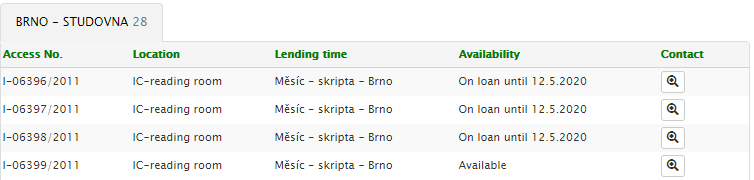 BRNO - STUDOVNA 28
Access No. Location Lending time Availability Contact
I-06396/2011 IC-reading room Měsíc - skripta - Brno On loan until 12.5.2020
I-06397/2011 IC-reading room Měsíc - skripta - Brno On loan until 12.5.2020
I-06398/2011 IC-reading room Měsíc - skripta - Brno On loan until 12.5.2020
I-06399/2011 IC-reading room Měsíc - skripta - Brno Available